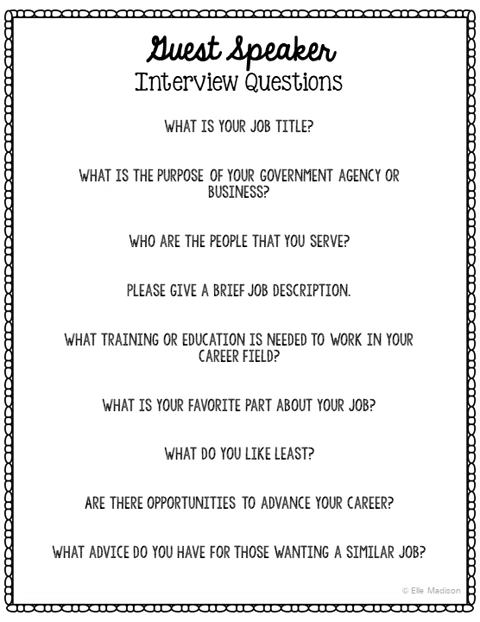 Guest Speaker
Interview Questions
WHAT IS YOUR JOB TITLE?
WHAT IS THE PURPOSE OF YOUR GOVERNMENT AGENCY OR
BUSINESS?
WHO ARE THE PEOPLE THAT YOU SERVE?
PLEASE GIVE A BRIEF JOB DESCRIPTION.
WHAT TRAINING OR EDUCATION IS NEEDED TO WORK IN YOUR
CAREER FIELD?
WHAT IS YOUR FAVORITE PART ABOUT YOUR JOB?
WHAT DO YOU LIKE LEAST?
ARE THERE OPPORTUNITIES TO ADVANCE YOUR CAREER?
WHAT ADVICE DO YOU HAVE FOR THOSE WANTING A SIMILAR JOB?
© Elle Madison